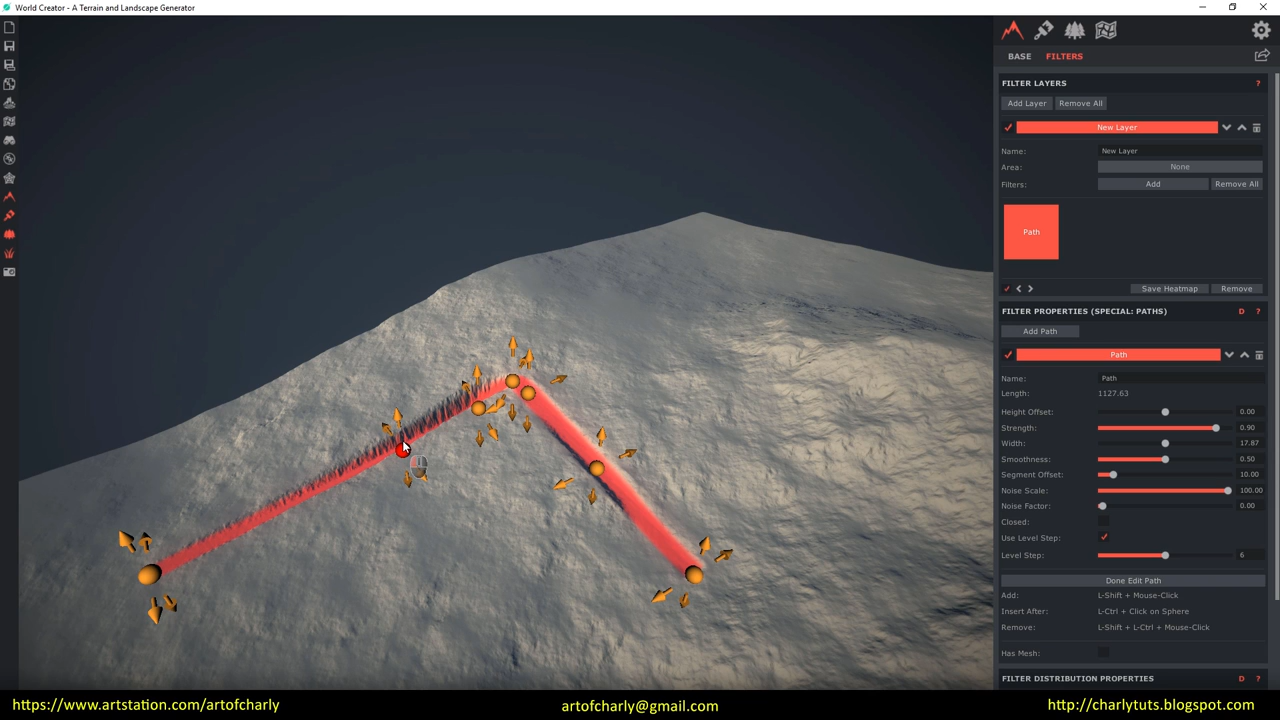 World Creator - A Terrain and Landscape Generator
BASE FILTERS
FILTER LAYERS ?
Add Layer Remove All
New Layer
Name: New Layer
Area: None
Filters: Add Remove All
Path
Save Heatmap Remove
FILTER PROPERTIES (SPECIAL: PATHS) D ?
Add Path
Path
Name: Path
Length: 1127.63
Height Offset: 0.00
Strength: 0.90
Width: 17.87
Smoothness: 0.50
Segment Offset: 10.00
Noise Scale: 100.00
Noise Factor: 0.00
Closed:
Use Level Step:
Level Step: 6
Done Edit Path
Add: L-Shift + Mouse-Click
Insert After: L-Ctrl + Click on Sphere
Remove: L-Shift + L-Ctrl + Mouse-Click
Has Mesh:
FILTER DISTRIBUTION PROPERTIES D ?
https://www.artstation.com/artofcharly artofcharly@gmail.com http://charlytuts.blogspot.com